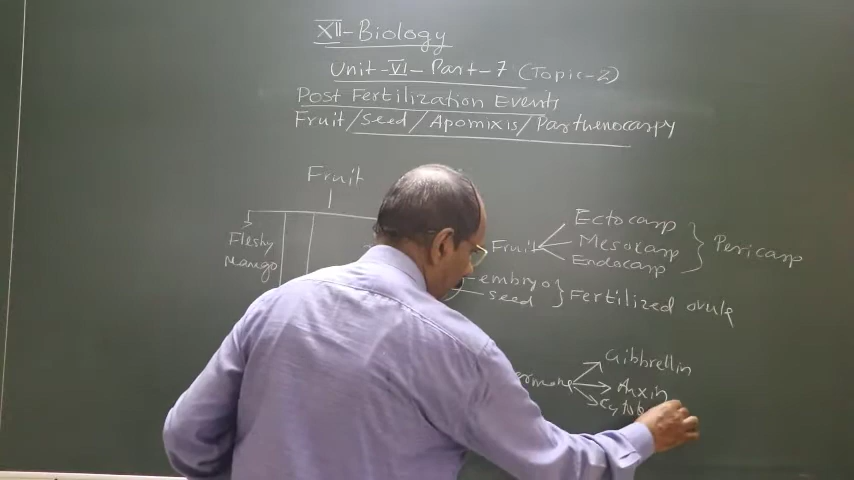 XII-Biology
Unit-VI-Part-7 (Topic-2)
Post Fertilization Events
Fruit/Seed/Apomixis/Parthenocarpy
Fruit
Fleshy
Mango
Fruit
Ectocarp
Mesocarp
Endocarp
Pericarp
embryo
seed
Fertilized ovule
Gibbrellin
Auxin